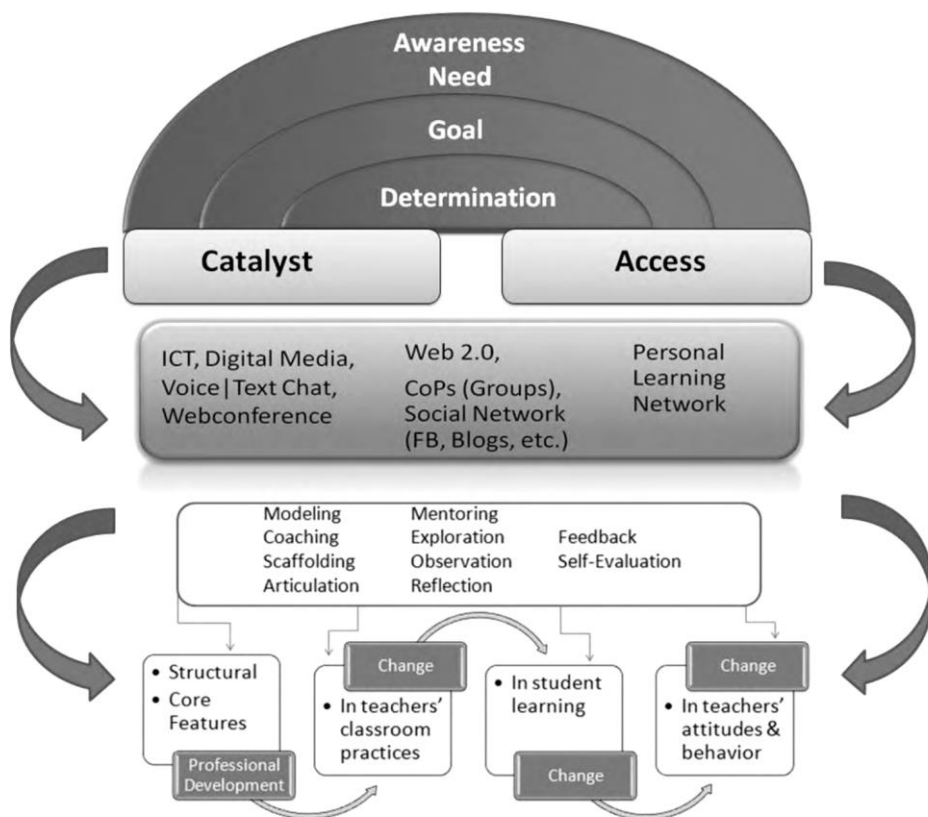 Awareness
Need
Goal
Determination
Catalyst
Access
ICT, Digital Media,
Voice|Text Chat,
Webconference
Web 2.0,
CoPs (Groups),
Social Network
(FB, Blogs, etc.)
Personal
Learning
Network
Modeling
Coaching
Scaffolding
Articulation
Mentoring
Exploration
Observation
Reflection
Feedback
Self-Evaluation
• Structural
• Core
Features
Professional
Development
Change
• In teachers'
classroom
practices
• In student
learning
Change
Change
• In teachers'
attitudes &
behavior